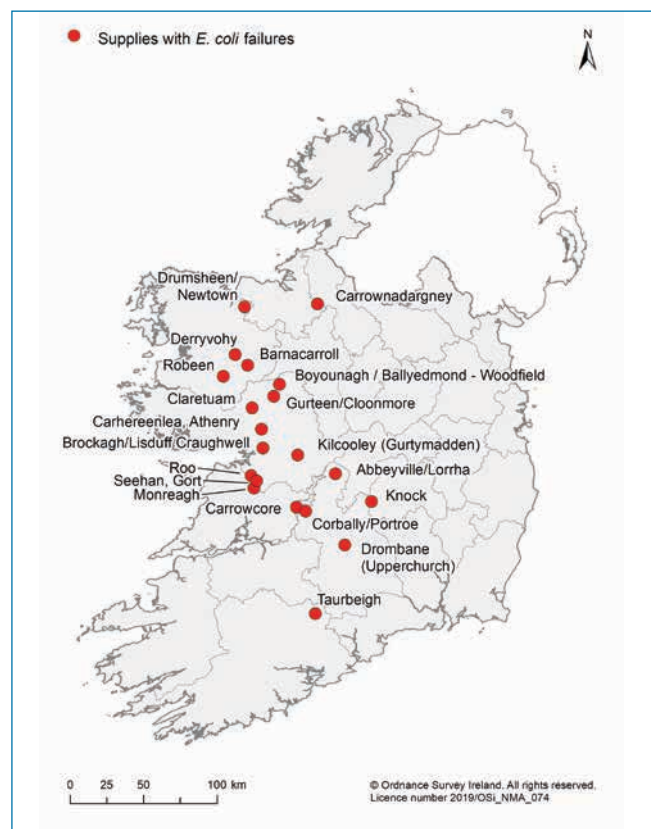 Supplies with E. coli failures
N
Drumsheen/
Newtown
Carrownadargney
Derryvohy
Barnacarroll
Robeen
Boyounagh / Ballyedmond - Woodfield
Claretuam
Gurteen/Cloonmore
Carhereenlea, Athenry
Brockagh/Lisduff Craughwell
Kilcooley (Gurtymadden)
Abbeyville/Lorrha
Roo
Seehan, Gort
Monreagh
Knock
Carrowcore
Corbally/Portroe
Drombane
(Upperchurch)
Taurbeigh
0 25 50 100 km
© Ordnance Survey Ireland. All rights reserved.
Licence number 2019/OSi_NMA_074